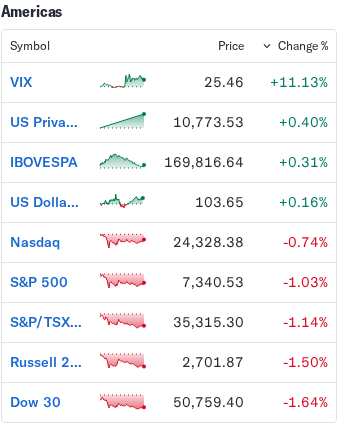 Americas
Symbol Price Change %
VIX 25.46 +11.13%
US Priva... 10,773.53 +0.40%
IBOVESPA 169,816.64 +0.31%
US Dolla... 103.65 +0.16%
Nasdaq 24,328.38 -0.74%
S&P 500 7,340.53 -1.03%
S&P/TSX... 35,315.30 -1.14%
Russell 2... 2,701.87 -1.50%
Dow 30 50,759.40 -1.64%